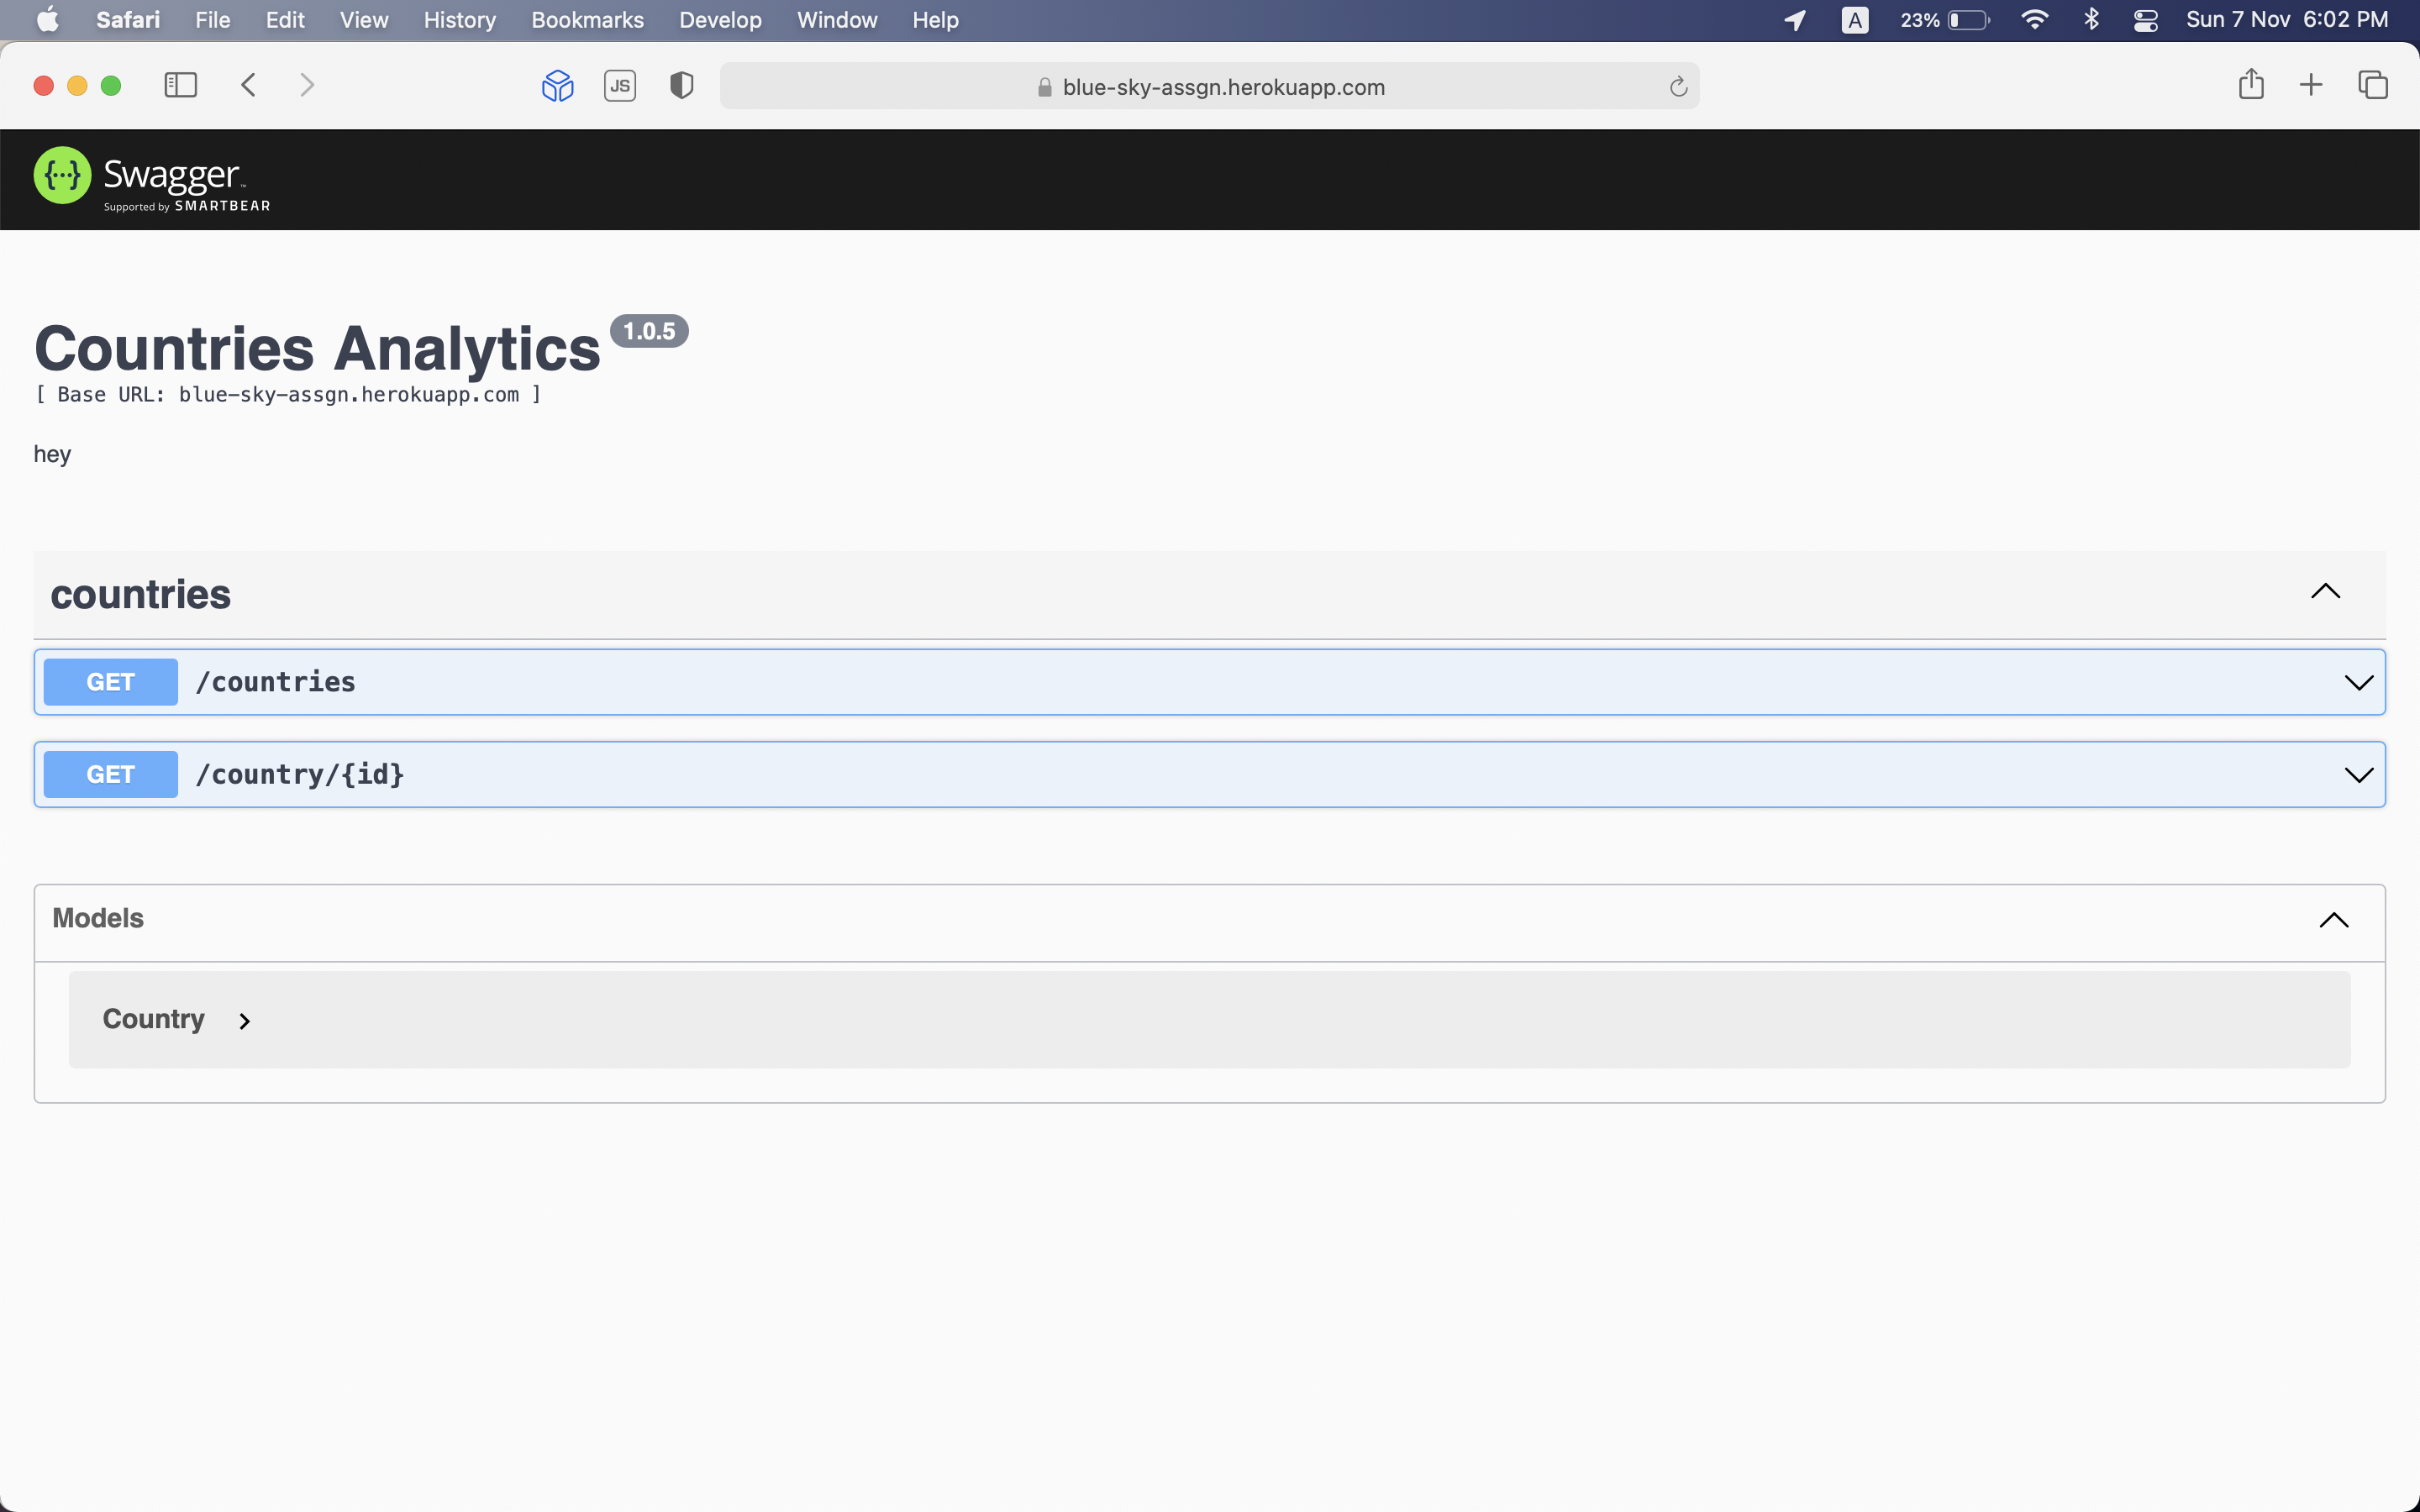 Safari File Edit View History Bookmarks Develop Window Help A 23% Sun 7 Nov 6:02 PM
JS blue-sky-assgn.herokuapp.com
{···} Swagger™
Supported by SMARTBEAR
Countries Analytics 1.0.5
[ Base URL: blue-sky-assgn.herokuapp.com ]
hey
countries
GET /countries
GET /country/{id}
Models
Country